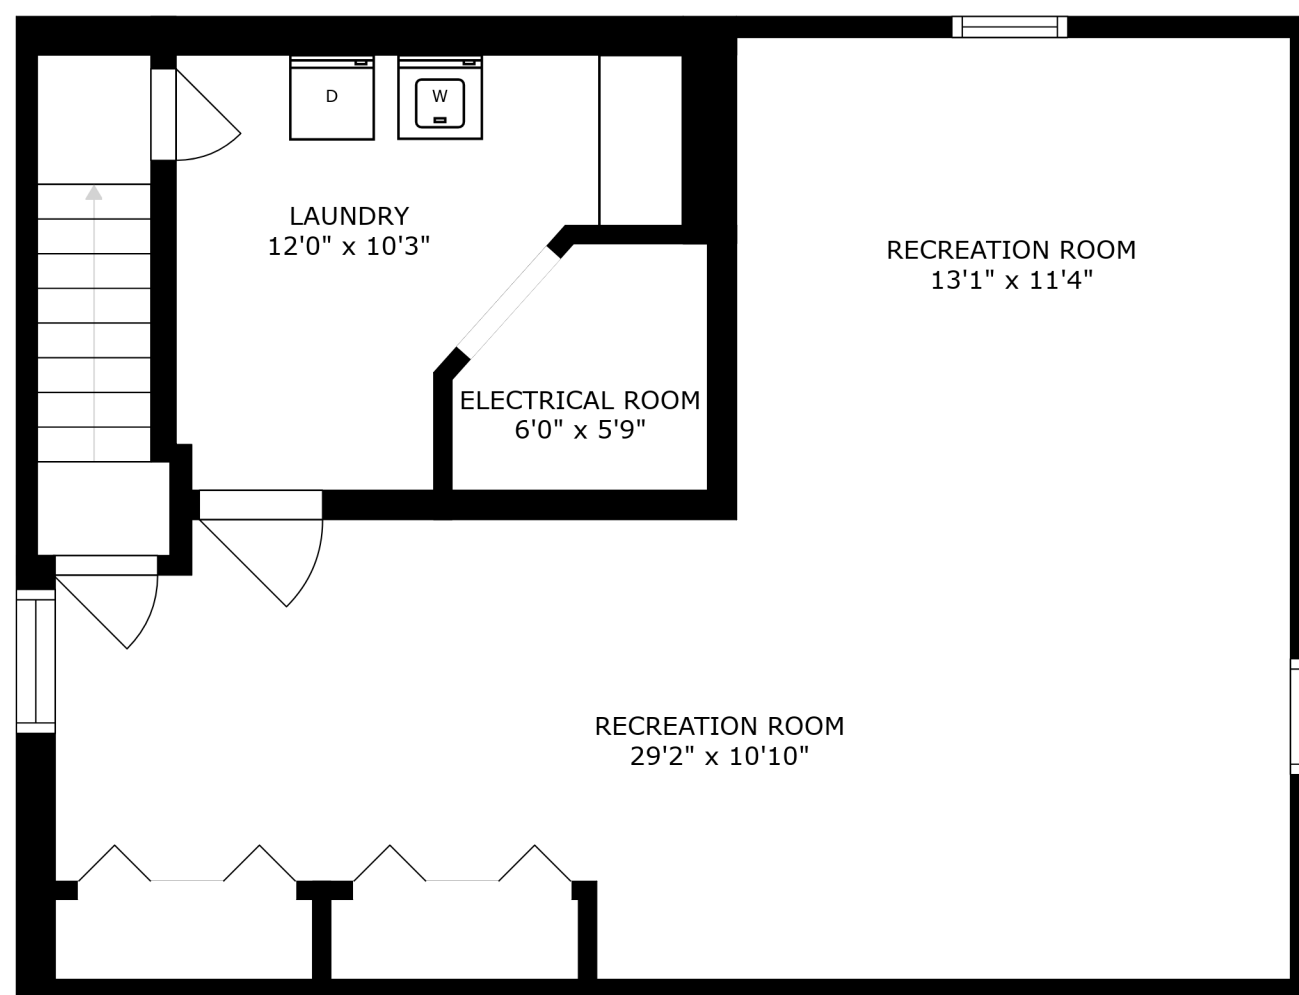 D
W
LAUNDRY
12'0" x 10'3"
RECREATION ROOM
13'1" x 11'4"
ELECTRICAL ROOM
6'0" x 5'9"
RECREATION ROOM
29'2" x 10'10"